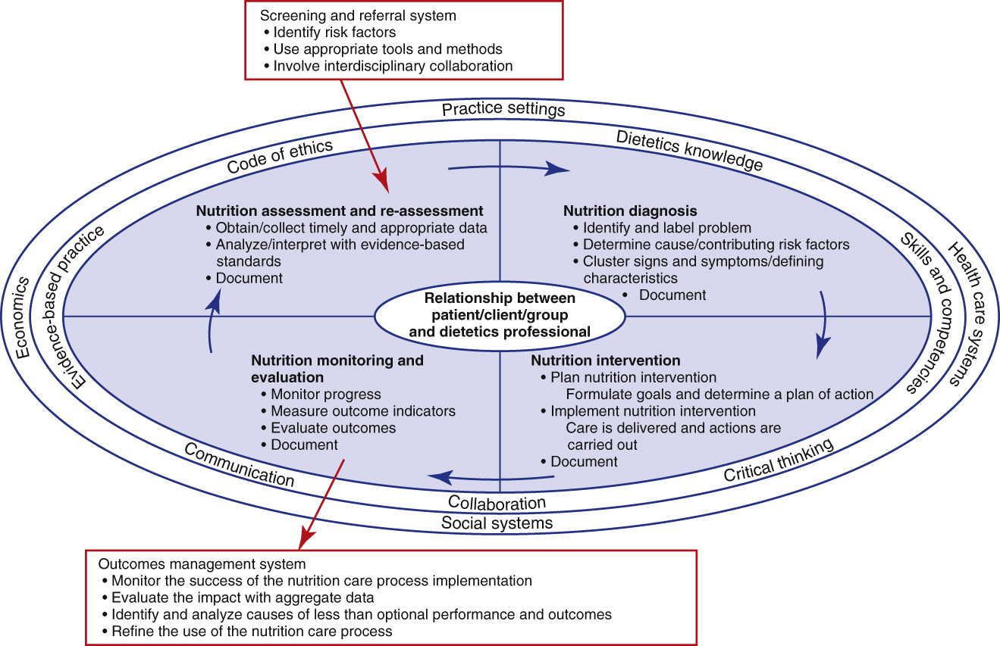 Screening and referral system
• Identify risk factors
• Use appropriate tools and methods
• Involve interdisciplinary collaboration
Practice settings
Code of ethics
Dietetics knowledge
Nutrition assessment and re-assessment
• Obtain/collect timely and appropriate data
• Analyze/interpret with evidence-based
standards
• Document
Nutrition diagnosis
• Identify and label problem
• Determine cause/contributing risk factors
• Cluster signs and symptoms/defining
characteristics
• Document
Economics
Evidence-based practice
Skills and competencies
Health care systems
Relationship between
patient/client/group
and dietetics professional
Nutrition monitoring and
evaluation
• Monitor progress
• Measure outcome indicators
• Evaluate outcomes
• Document
Nutrition intervention
• Plan nutrition intervention
Formulate goals and determine a plan of action
• Implement nutrition intervention
Care is delivered and actions are
carried out
• Document
Communication
Critical thinking
Collaboration
Social systems
Outcomes management system
• Monitor the success of the nutrition care process implementation
• Evaluate the impact with aggregate data
• Identify and analyze causes of less than optional performance and outcomes
• Refine the use of the nutrition care process